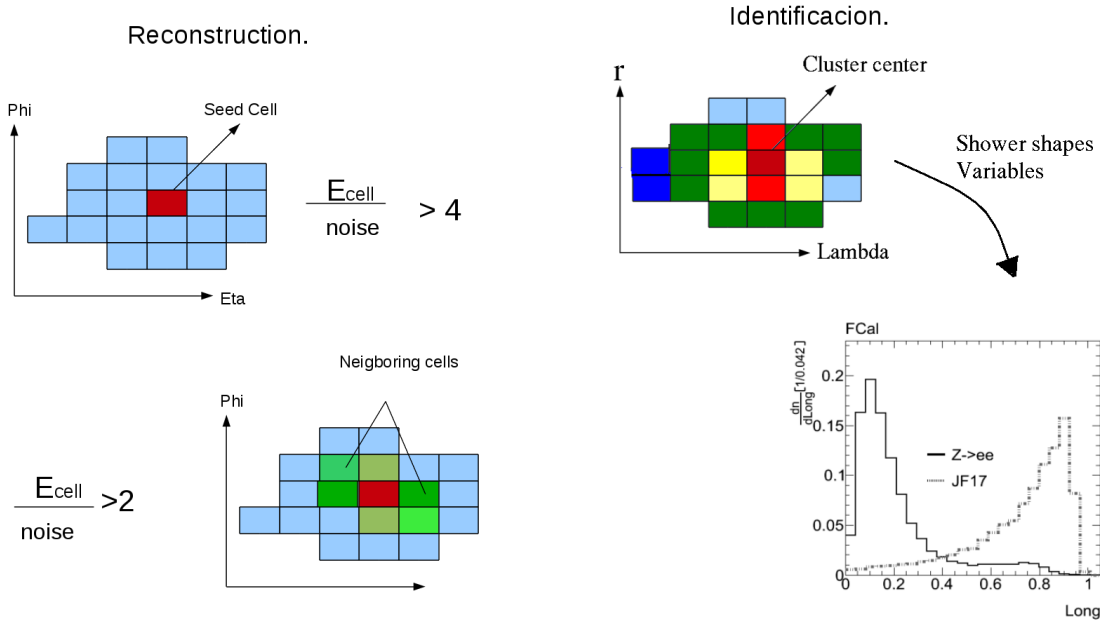 Reconstruction.
Phi
Seed Cell
Ecell
noise
> 4
Eta
Neigboring cells
Phi
Ecell
noise
>2
Identificacion.
r
Cluster center
Lambda
Shower shapes
Variables
FCal
dn
dLong
[1/0.042]
0.2
0.15
0.1
0.05
0
Z->ee
JF17
0 0.2 0.4 0.6 0.8 1
Long